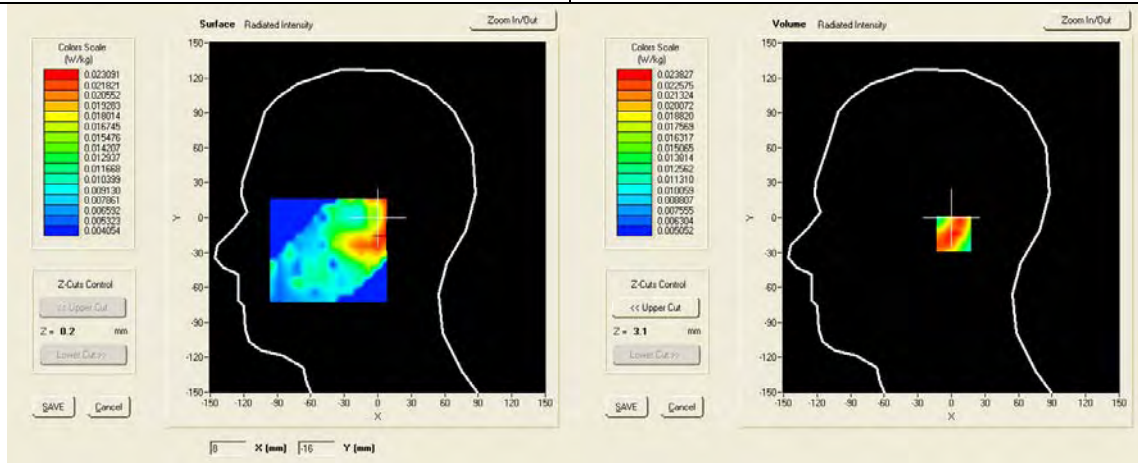 Surface Radiated Intensity
Zoom In/Out
Colors Scale
(W/kg)
0.023091
0.021821
0.020552
0.019283
0.018014
0.016745
0.015476
0.014207
0.012937
0.011668
0.010399
0.009130
0.007861
0.006592
0.005323
0.004054
Z-Cuts Control
<< Upper Cut
Z = 0.2 mm
Lower Cut >>
SAVE
Cancel
150
120
90
60
30
0
-30
-60
-90
-120
-150
Y
-150 -120 -90 -60 -30 0 30 60 90 120 150
X
8 X (mm) -16 Y (mm)
Volume Radiated Intensity
Zoom In/Out
Colors Scale
(W/kg)
0.023827
0.022575
0.021324
0.020072
0.018820
0.017569
0.016317
0.015065
0.013814
0.012562
0.011310
0.010059
0.008807
0.007555
0.006304
0.005052
Z-Cuts Control
<< Upper Cut
Z = 3.1 mm
Lower Cut >>
SAVE
Cancel
150
120
90
60
30
0
-30
-60
-90
-120
-150
Y
-150 -120 -90 -60 -30 0 30 60 90 120 150
X